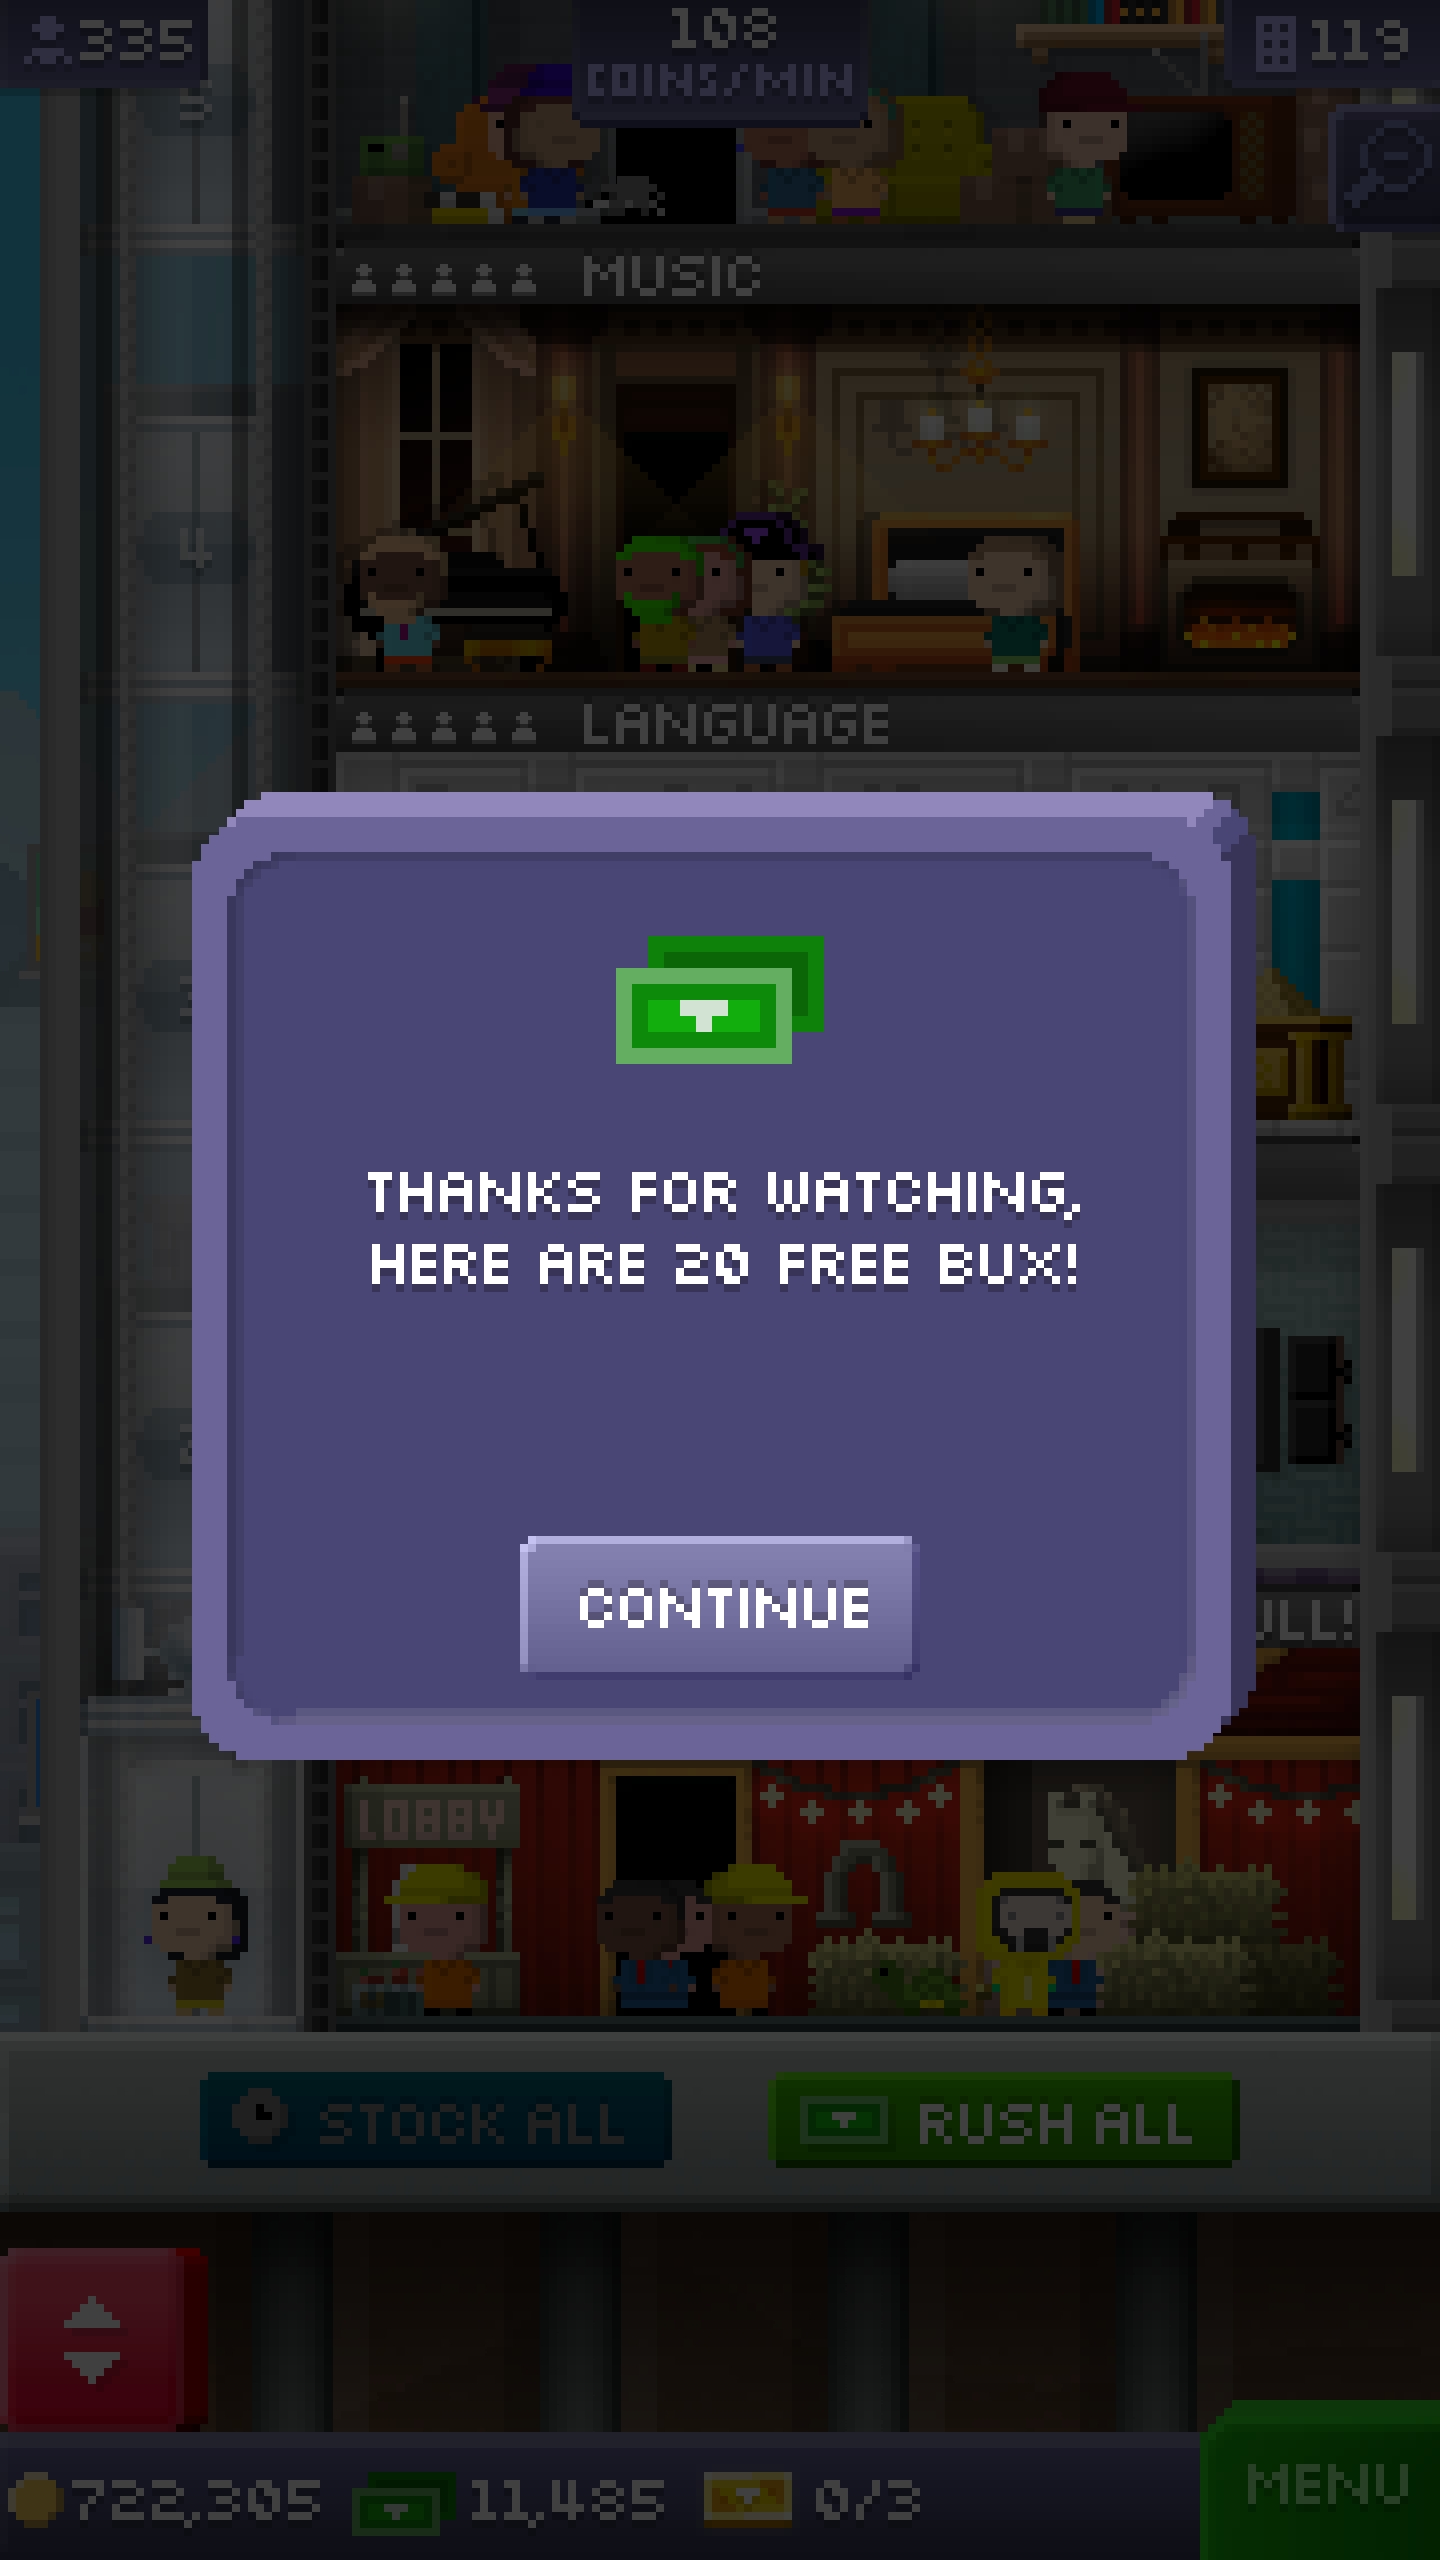 335
108
COINS/MIN
119
5
MUSIC
4
LANGUAGE
THANKS FOR WATCHING,
HERE ARE 20 FREE BUX!
CONTINUE
LOBBY
STOCK ALL
RUSH ALL
722,305
11,485
0/3
MENU